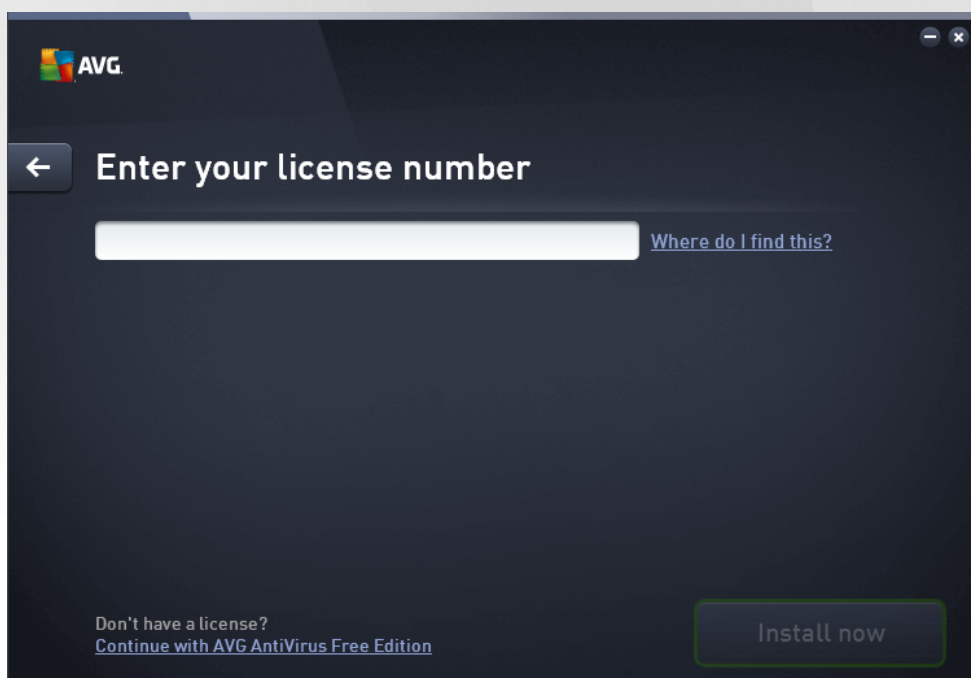 AVG.
Enter your license number
Where do I find this?
Don't have a license?
Continue with AVG AntiVirus Free Edition
Install now